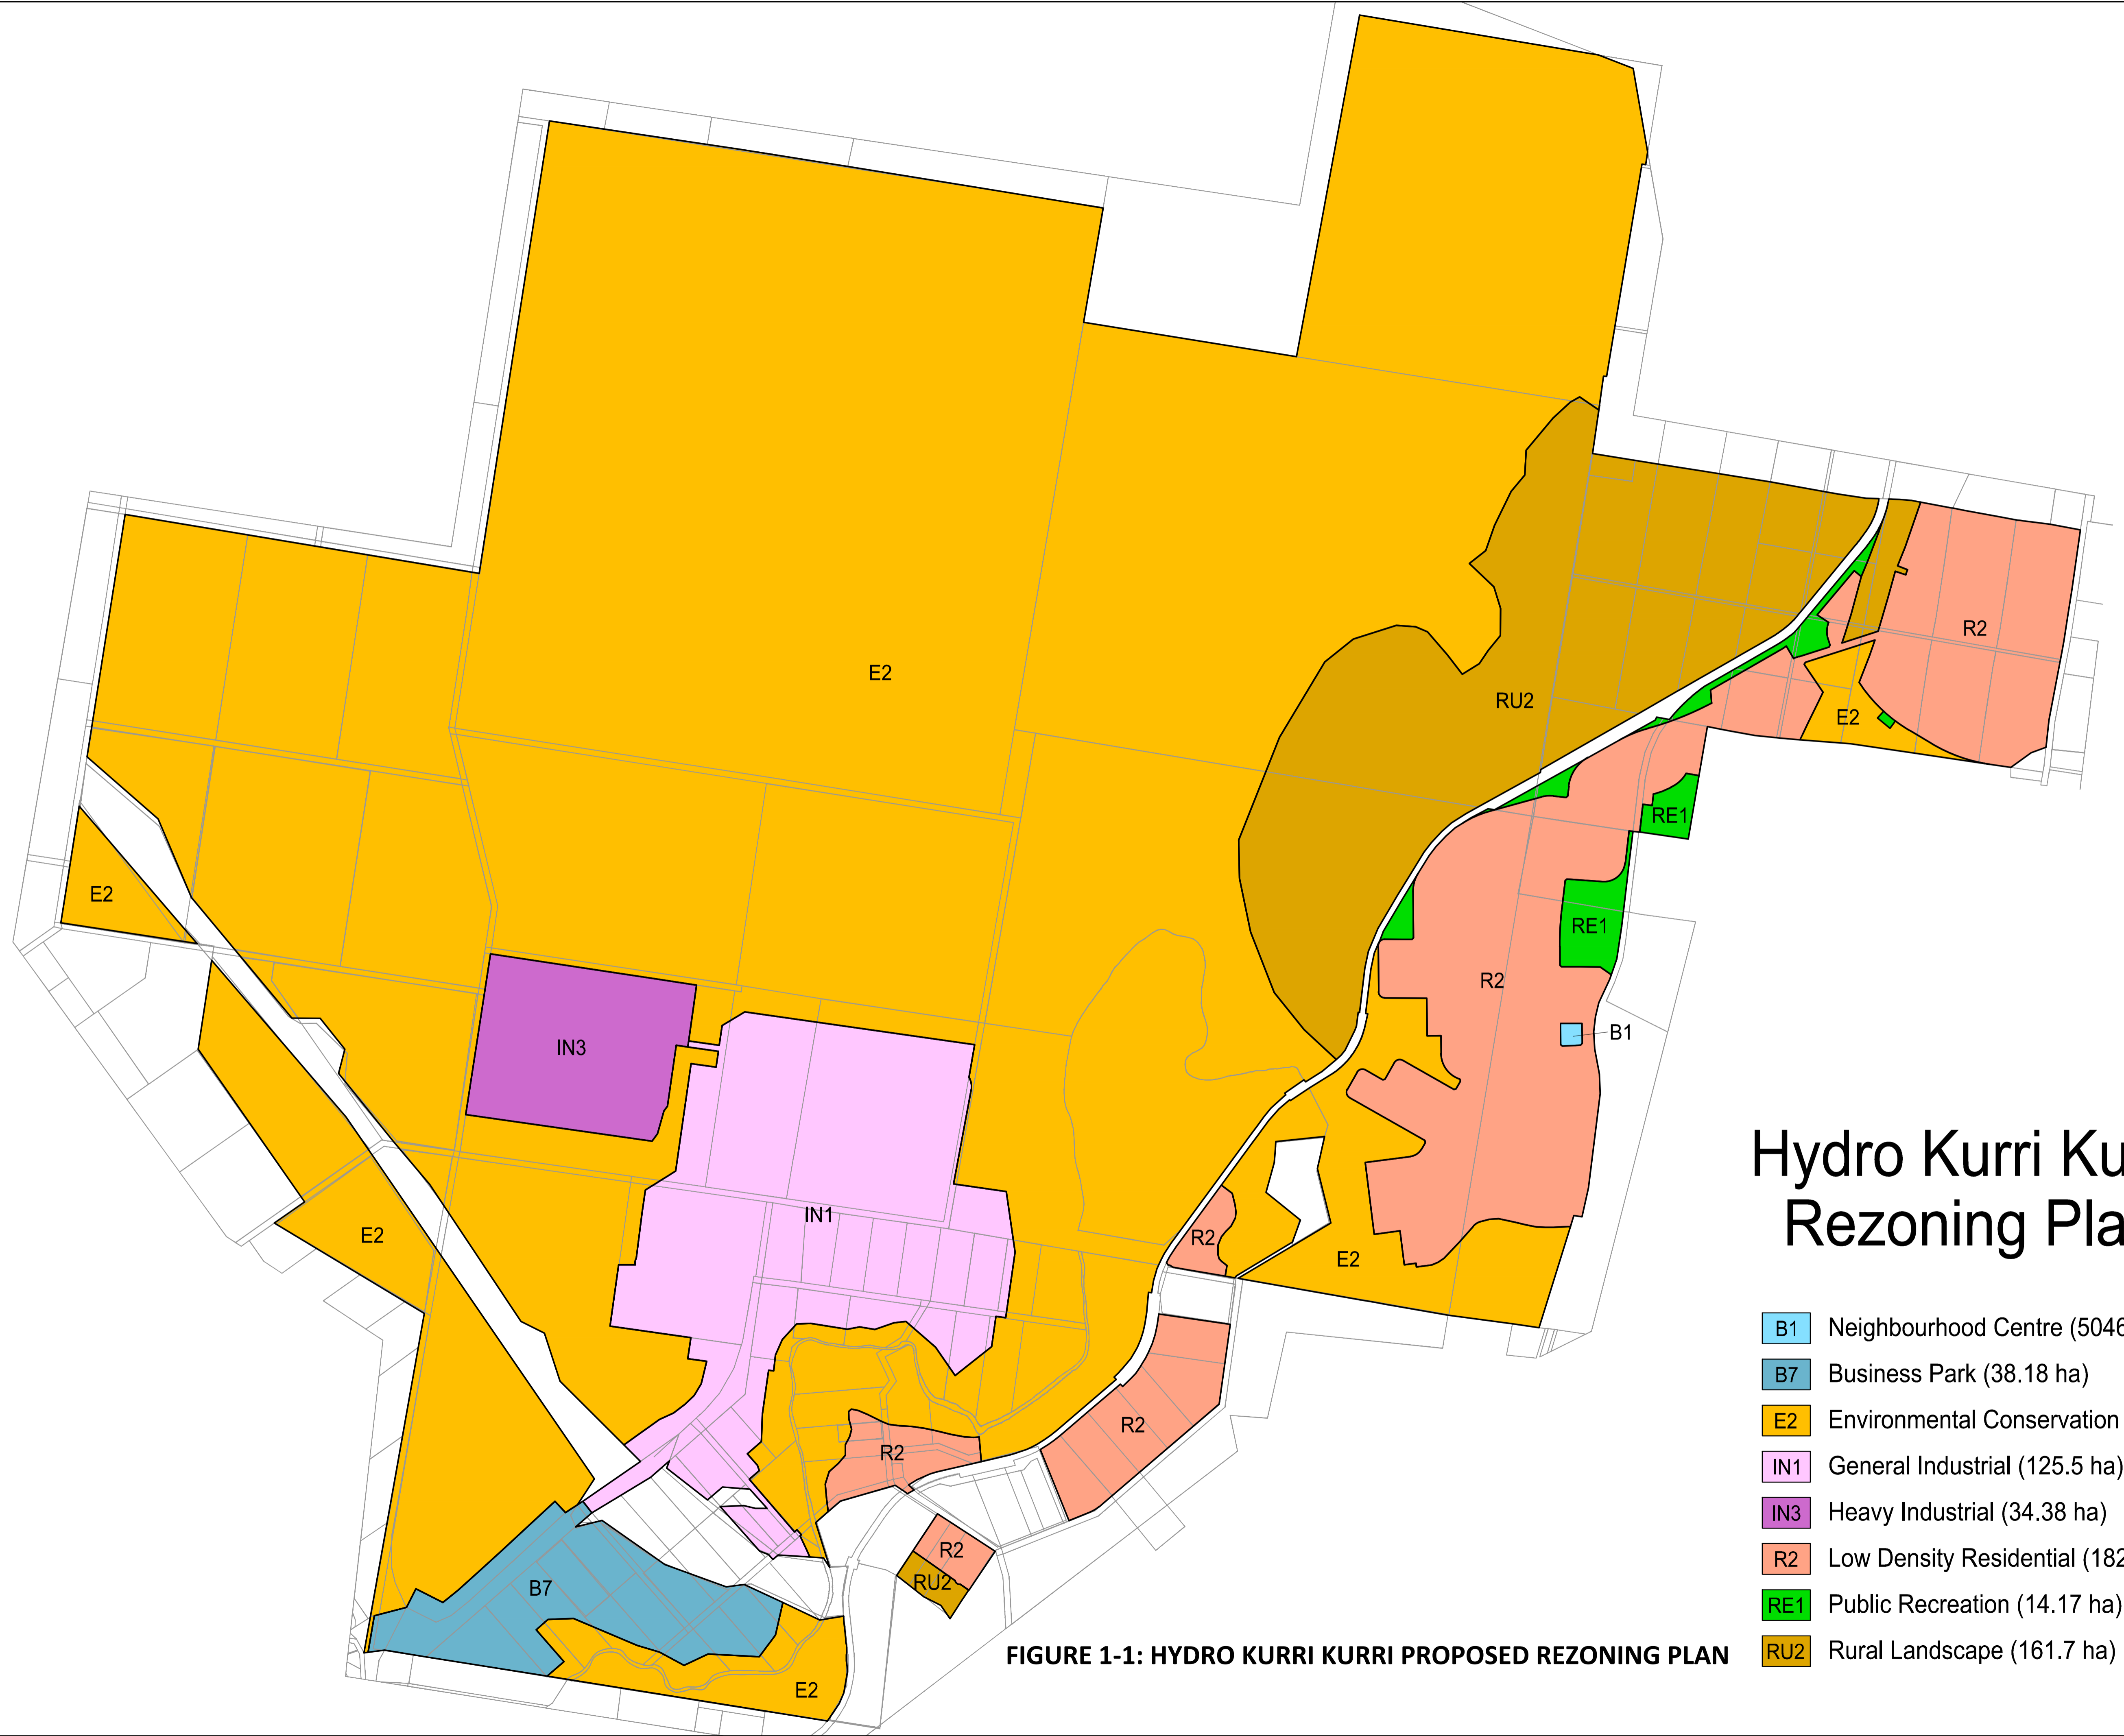 E2
RU2
R2
E2
RE1
E2
RE1
R2
B1
IN3
IN1
E2
R2
E2
R2
R2
R2
RU2
B7
E2
Hydro Kurri Ku
Rezoning Pla
B1 Neighbourhood Centre (5046
B7 Business Park (38.18 ha)
E2 Environmental Conservation
IN1 General Industrial (125.5 ha)
IN3 Heavy Industrial (34.38 ha)
R2 Low Density Residential (182
RE1 Public Recreation (14.17 ha)
RU2 Rural Landscape (161.7 ha)
FIGURE 1-1: HYDRO KURRI KURRI PROPOSED REZONING PLAN